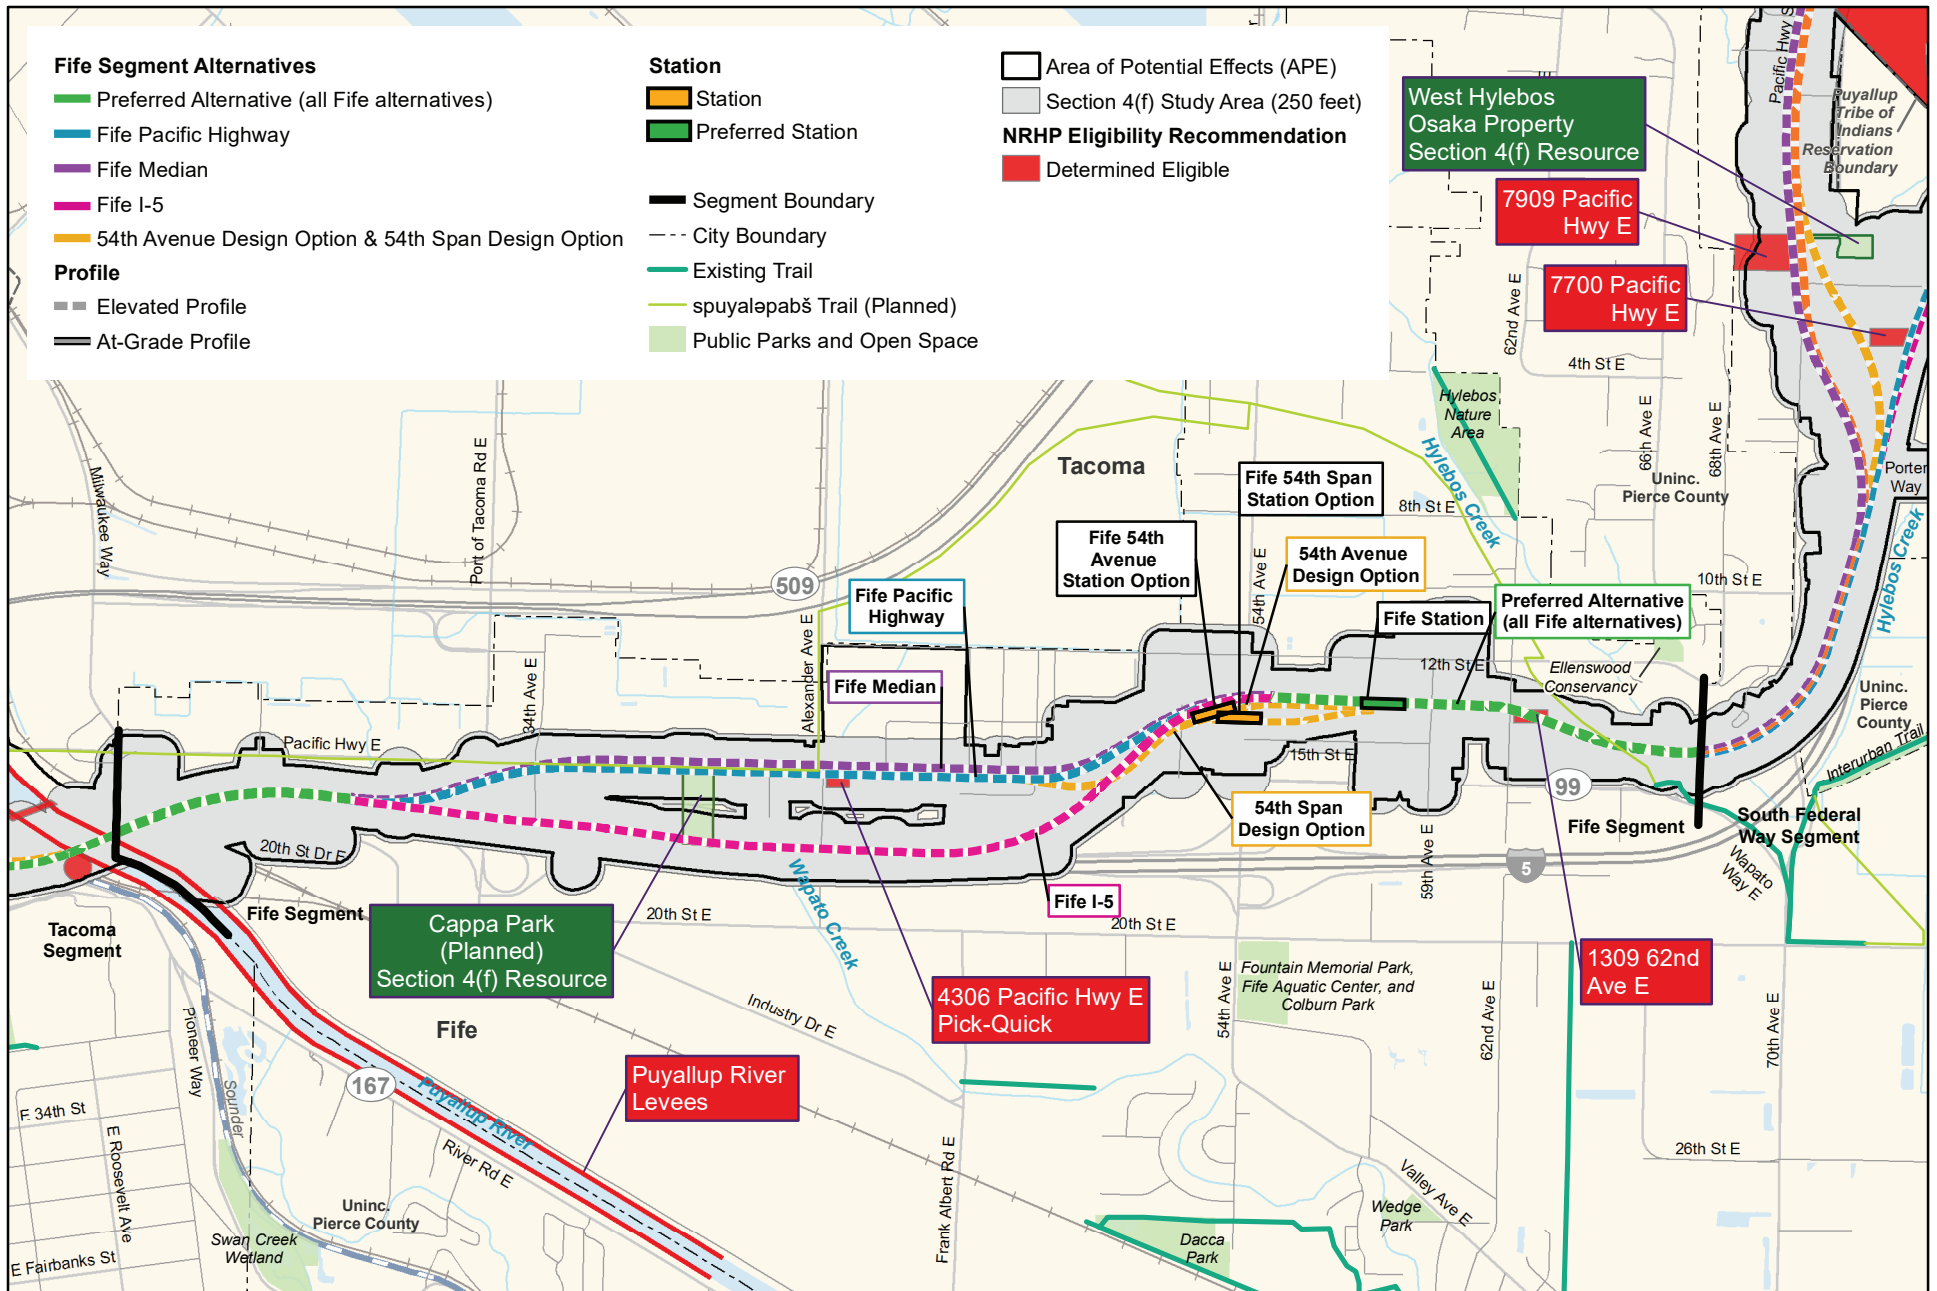 Fife Segment Alternatives
Preferred Alternative (all Fife alternatives)
Fife Pacific Highway
Fife Median
Fife I-5
54th Avenue Design Option & 54th Span Design Option
Profile
Elevated Profile
At-Grade Profile
Station
Station
Preferred Station
Segment Boundary
City Boundary
Existing Trail
spuyaləpabš Trail (Planned)
Public Parks and Open Space
Area of Potential Effects (APE)
Section 4(f) Study Area (250 feet)
NRHP Eligibility Recommendation
Determined Eligible
Pacific Hwy S
West Hylebos
Osaka Property
Section 4(f) Resource
Puyallup
Tribe of
Indians
Reservation
Boundary
7909 Pacific
Hwy E
7700 Pacific
Hwy E
62nd Ave E
4th St E
Hylebos
Nature
Area
66th Ave E
68th Ave E
Hylebos Creek
Uninc.
Pierce County
Porter
Way
Milwaukee Way
Port of Tacoma Rd E
Tacoma
Fife 54th Span
Station Option
8th St E
Fife 54th
Avenue
Station Option
54th Ave E
54th Avenue
Design Option
10th St E
Hylebos Creek
509
Fife Pacific
Highway
Fife Station
Preferred Alternative
(all Fife alternatives)
Alexander Ave E
34th Ave E
Fife Median
12th St E
Ellenswood
Conservancy
Uninc.
Pierce
County
Pacific Hwy E
15th St E
Interurban Trail
99
54th Span
Design Option
Fife Segment
South Federal
Way Segment
20th St Dr E
59th Ave E
5
Wapato
Way E
Wapato Creek
Fife I-5
Fife Segment
Tacoma
Segment
Cappa Park
(Planned)
Section 4(f) Resource
20th St E
20th St E
1309 62nd
Ave E
Fountain Memorial Park,
Fife Aquatic Center, and
Colburn Park
54th Ave E
62nd Ave E
70th Ave E
4306 Pacific Hwy E
Pick-Quick
Industry Dr E
Fife
Pioneer Way
Sounder
167
Puyallup River
Puyallup River
Levees
River Rd E
E 34th St
E Roosevelt Ave
E Fairbanks St
Frank Albert Rd E
26th St E
Valley Ave E
Wedge
Park
Uninc.
Pierce County
Swan Creek
Wetland
Dacca
Park